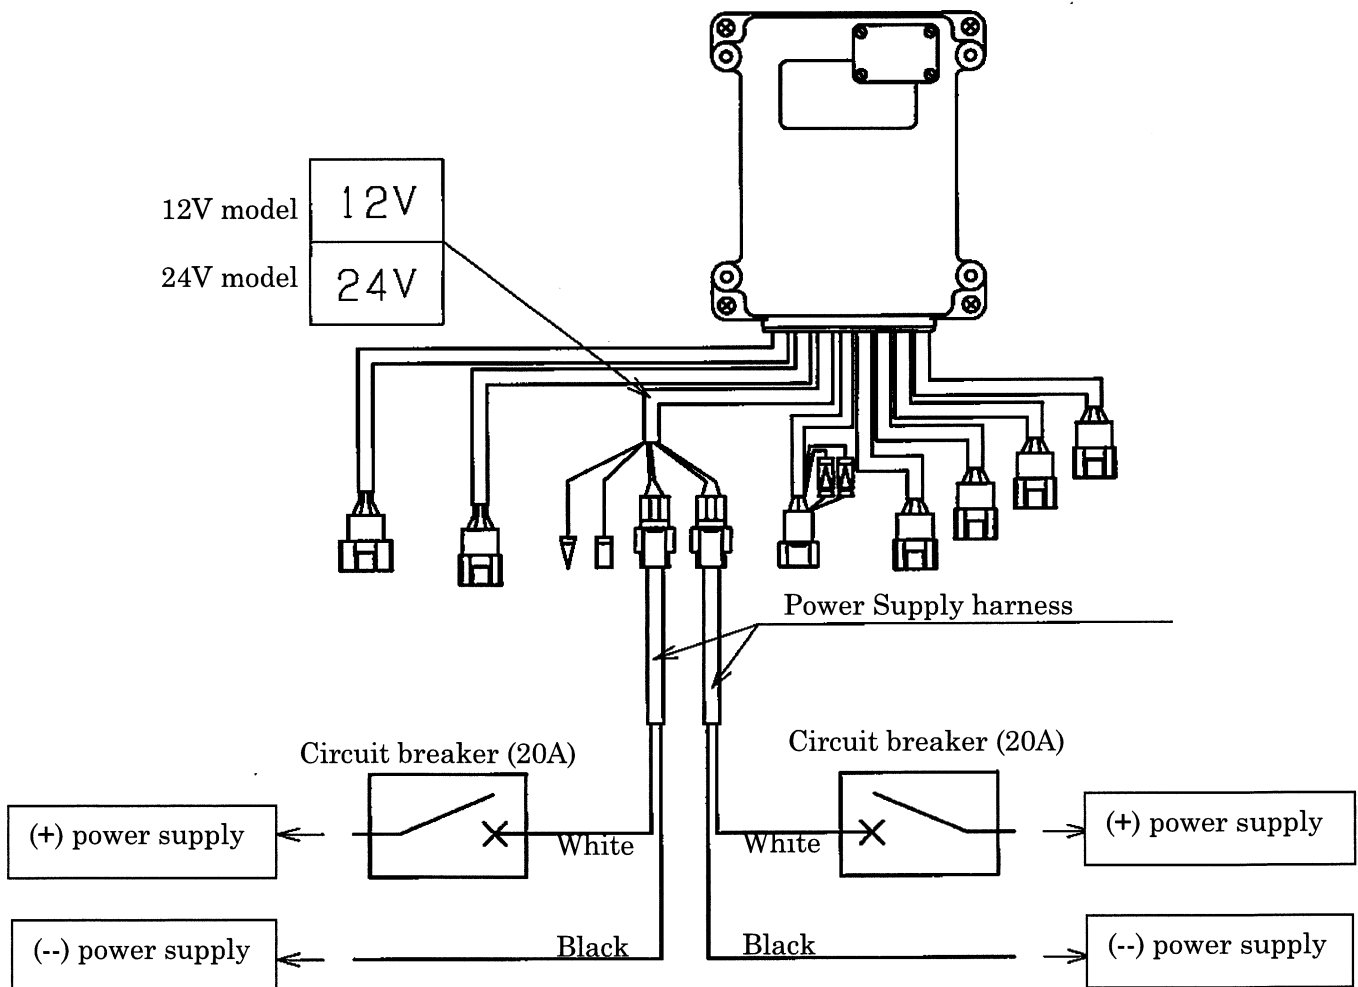 12V model
12V
24V model
24V
Power Supply harness
Circuit breaker (20A)
Circuit breaker (20A)
(+) power supply
White
White
(+) power supply
(--) power supply
Black
Black
(--) power supply